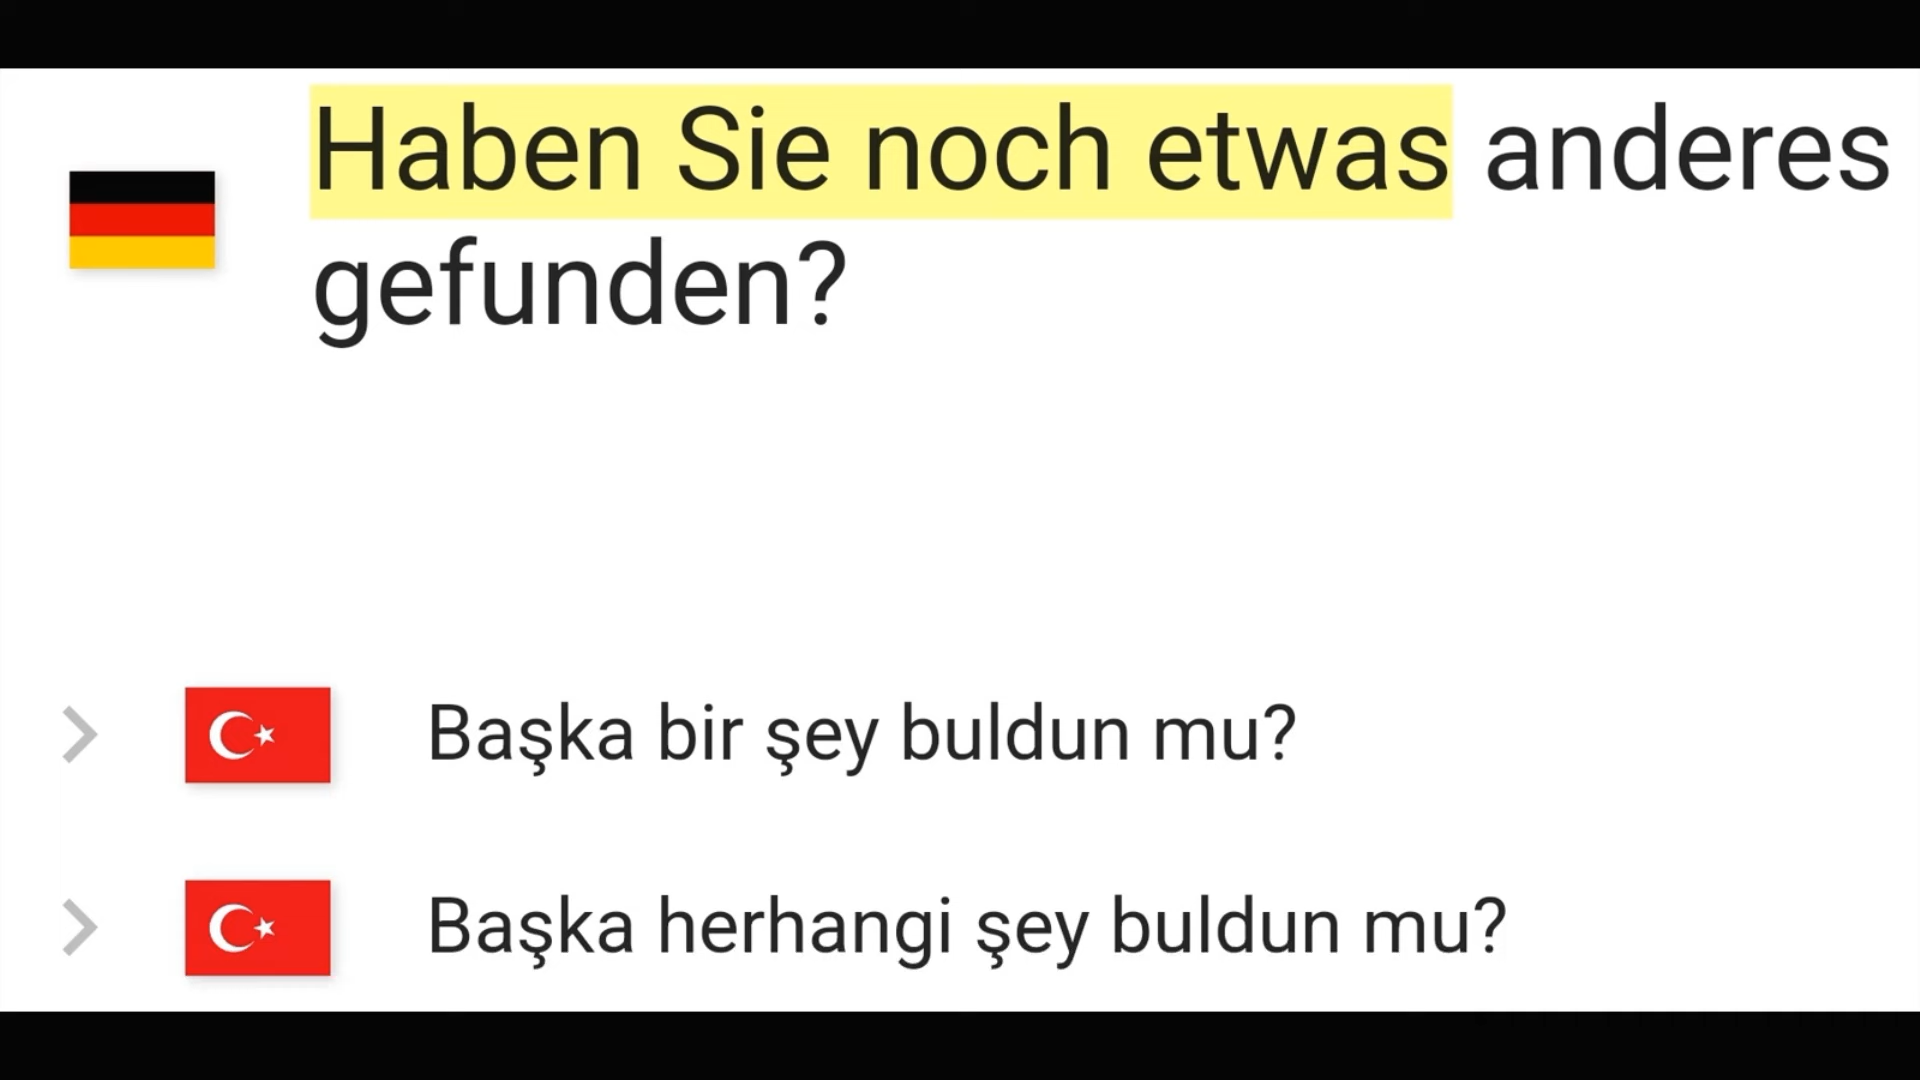 Haben Sie noch etwas anderes
gefunden?
Başka bir şey buldun mu?
Başka herhangi şey buldun mu?